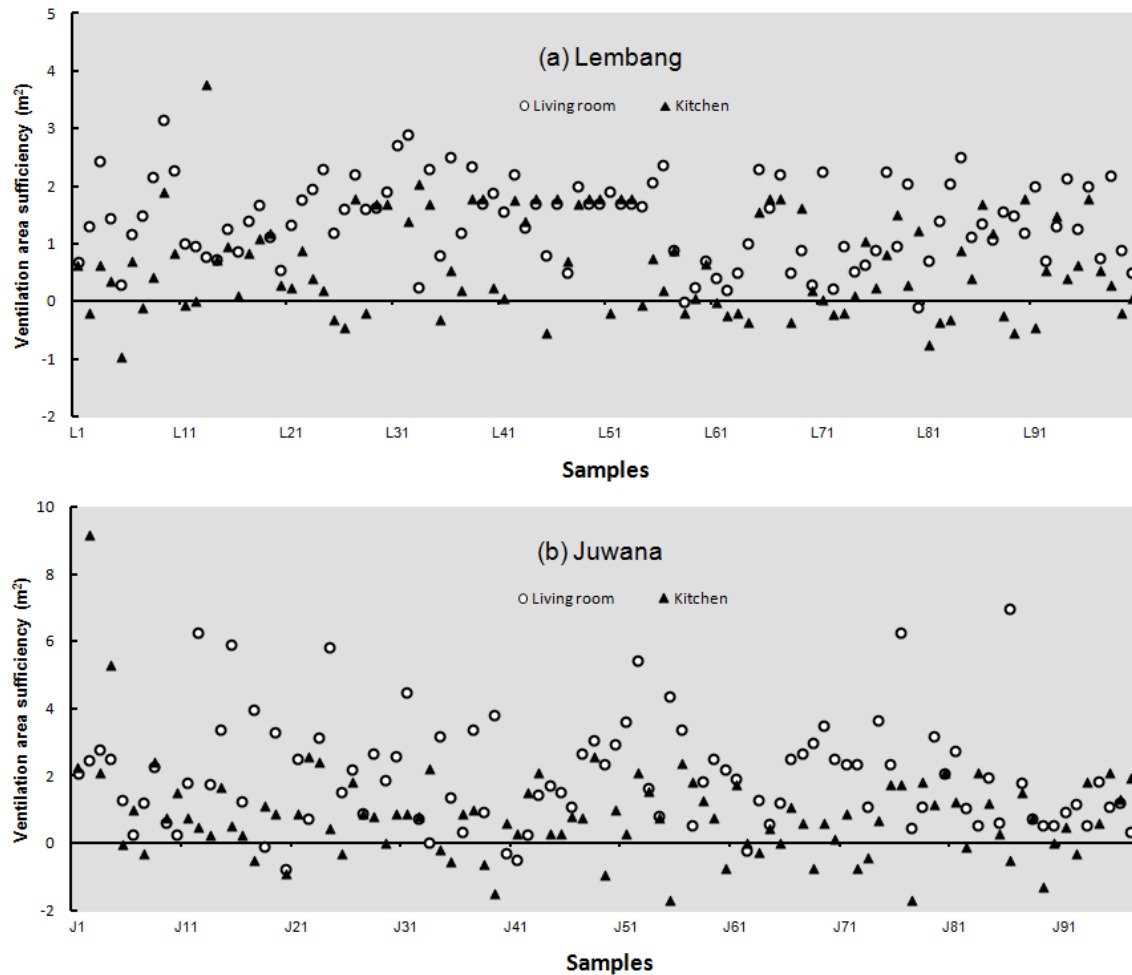 (a) Lembang
Living room Kitchen
Ventilation area sufficiency (m²)
5
4
3
2
1
0
-1
-2
L1 L11 L21 L31 L41 L51 L61 L71 L81 L91
Samples
(b) Juwana
Living room Kitchen
Ventilation area sufficiency (m²)
10
8
6
4
2
0
-2
J1 J11 J21 J31 J41 J51 J61 J71 J81 J91
Samples